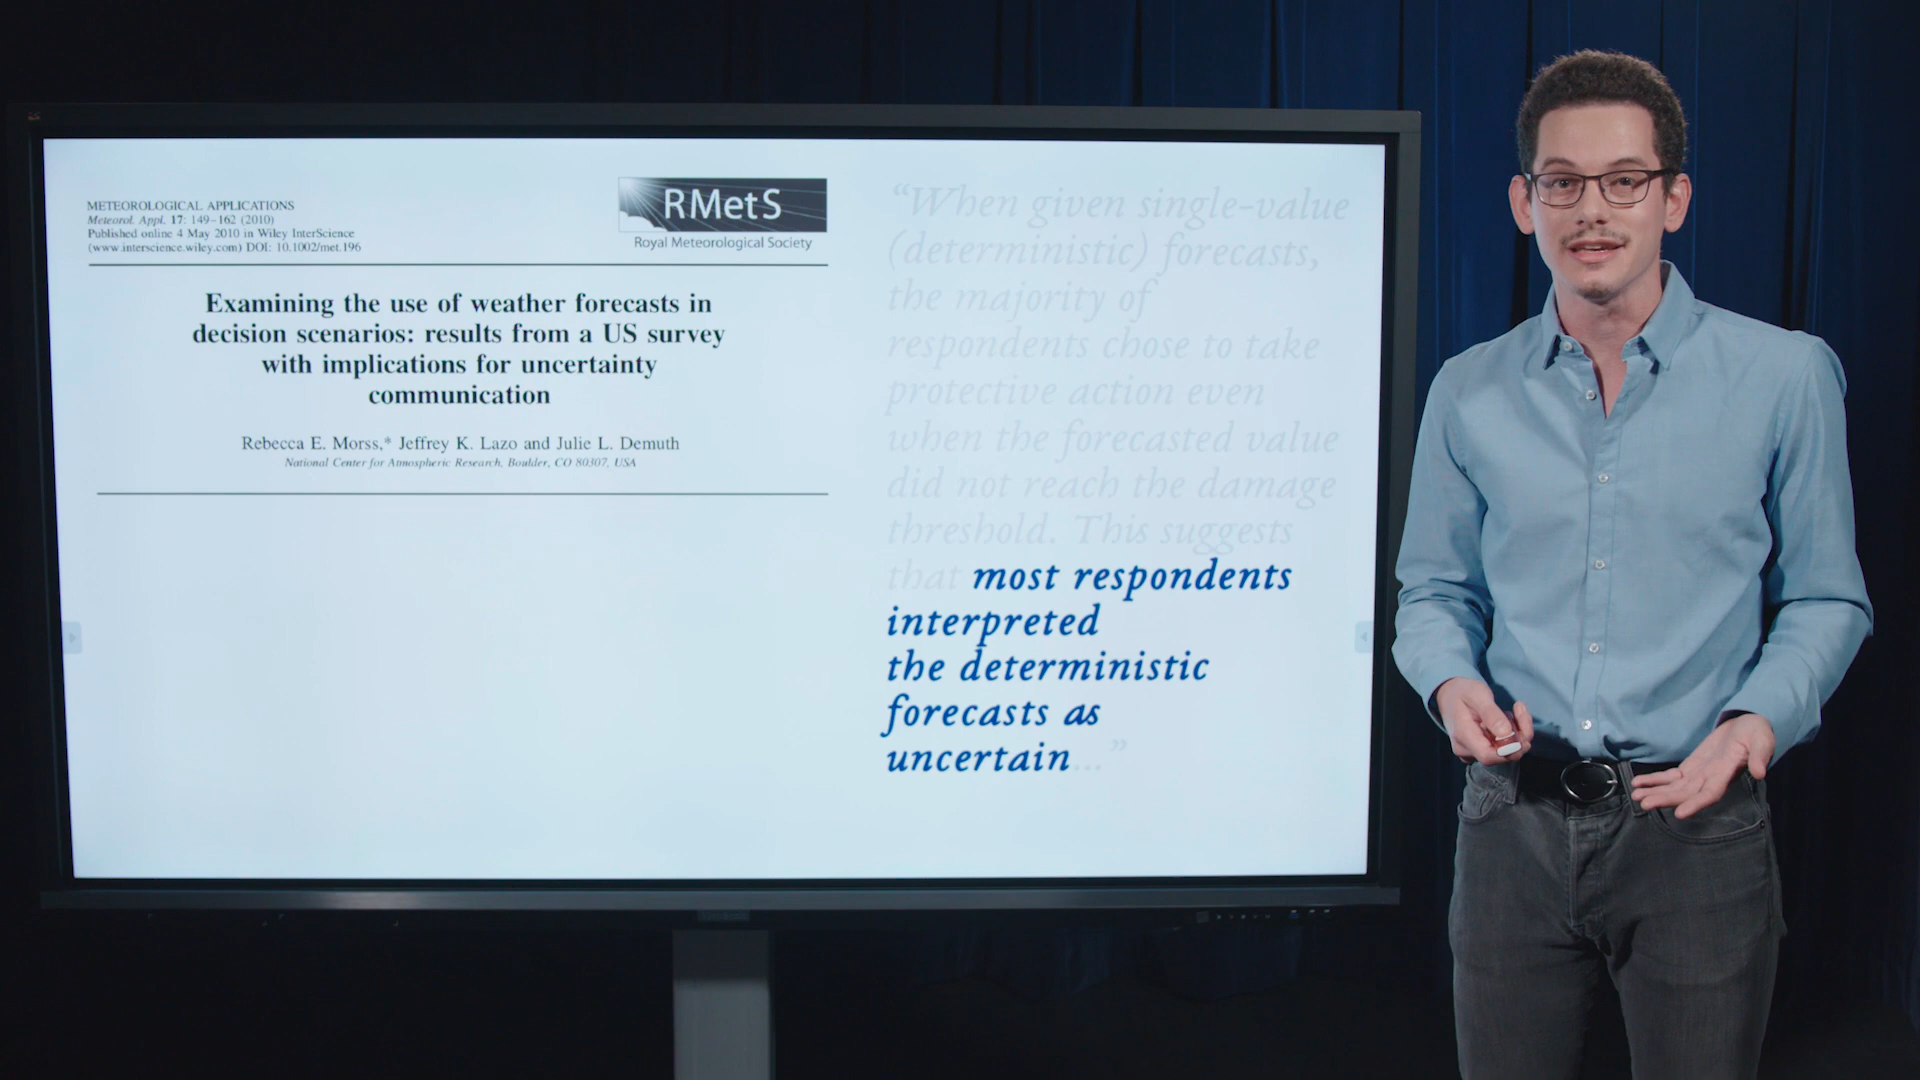 METEOROLOGICAL APPLICATIONS
Meteorol. Appl. 17: 149–162 (2010)
Published online 4 May 2010 in Wiley InterScience
(www.interscience.wiley.com) DOI: 10.1002/met.196
RMetS
Royal Meteorological Society
Examining the use of weather forecasts in
decision scenarios: results from a US survey
with implications for uncertainty
communication
Rebecca E. Morss,* Jeffrey K. Lazo and Julie L. Demuth
National Center for Atmospheric Research, Boulder, CO 80307, USA
“When given single-value
(deterministic) forecasts,
the majority of
respondents chose to take
protective action even
when the forecasted value
did not reach the damage
threshold. This suggests
that most respondents
interpreted
the deterministic
forecasts as
uncertain...”